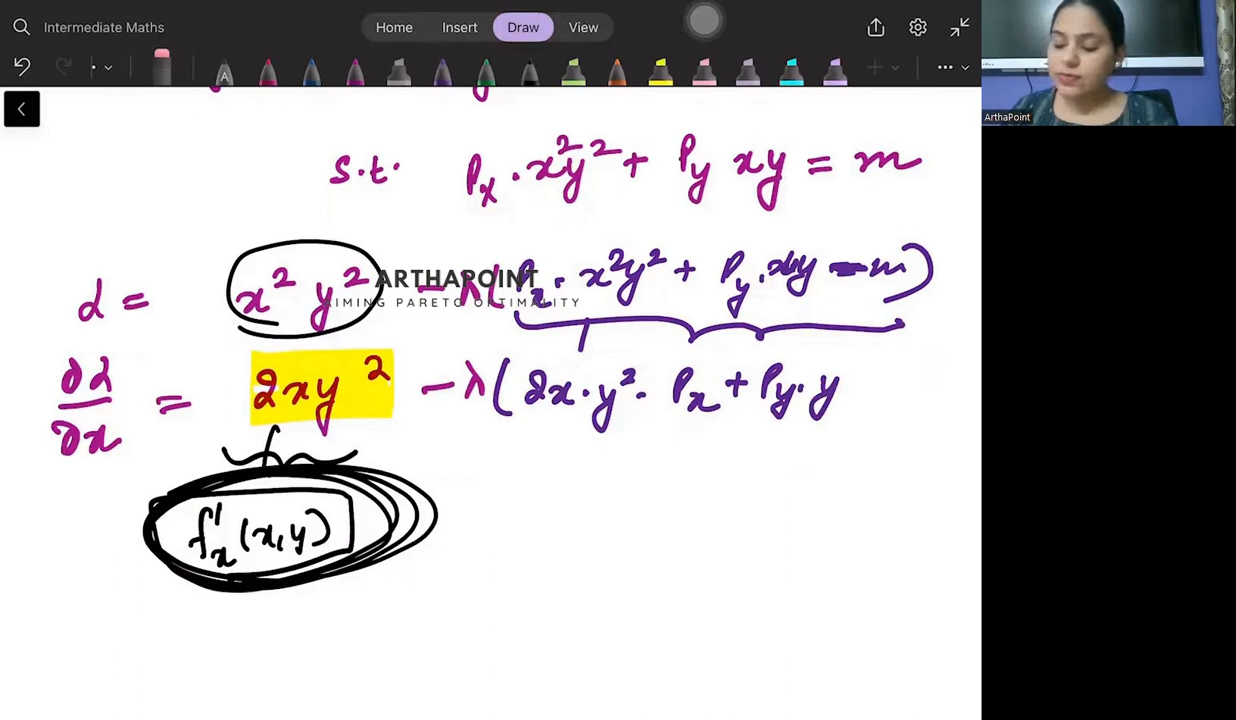 Intermediate Maths
Home Insert Draw View
A
ArthaPoint
s.t. Px · x²y² + Py xy = m
ARTHAPOINT
AIMING PARETO OPTIMALITY
L = x² y² − λ( Px · x²y² + Py · xy − m )
∂L/∂x = 2xy² − λ( 2x · y² · Px + Py · y
f'x (x, y)